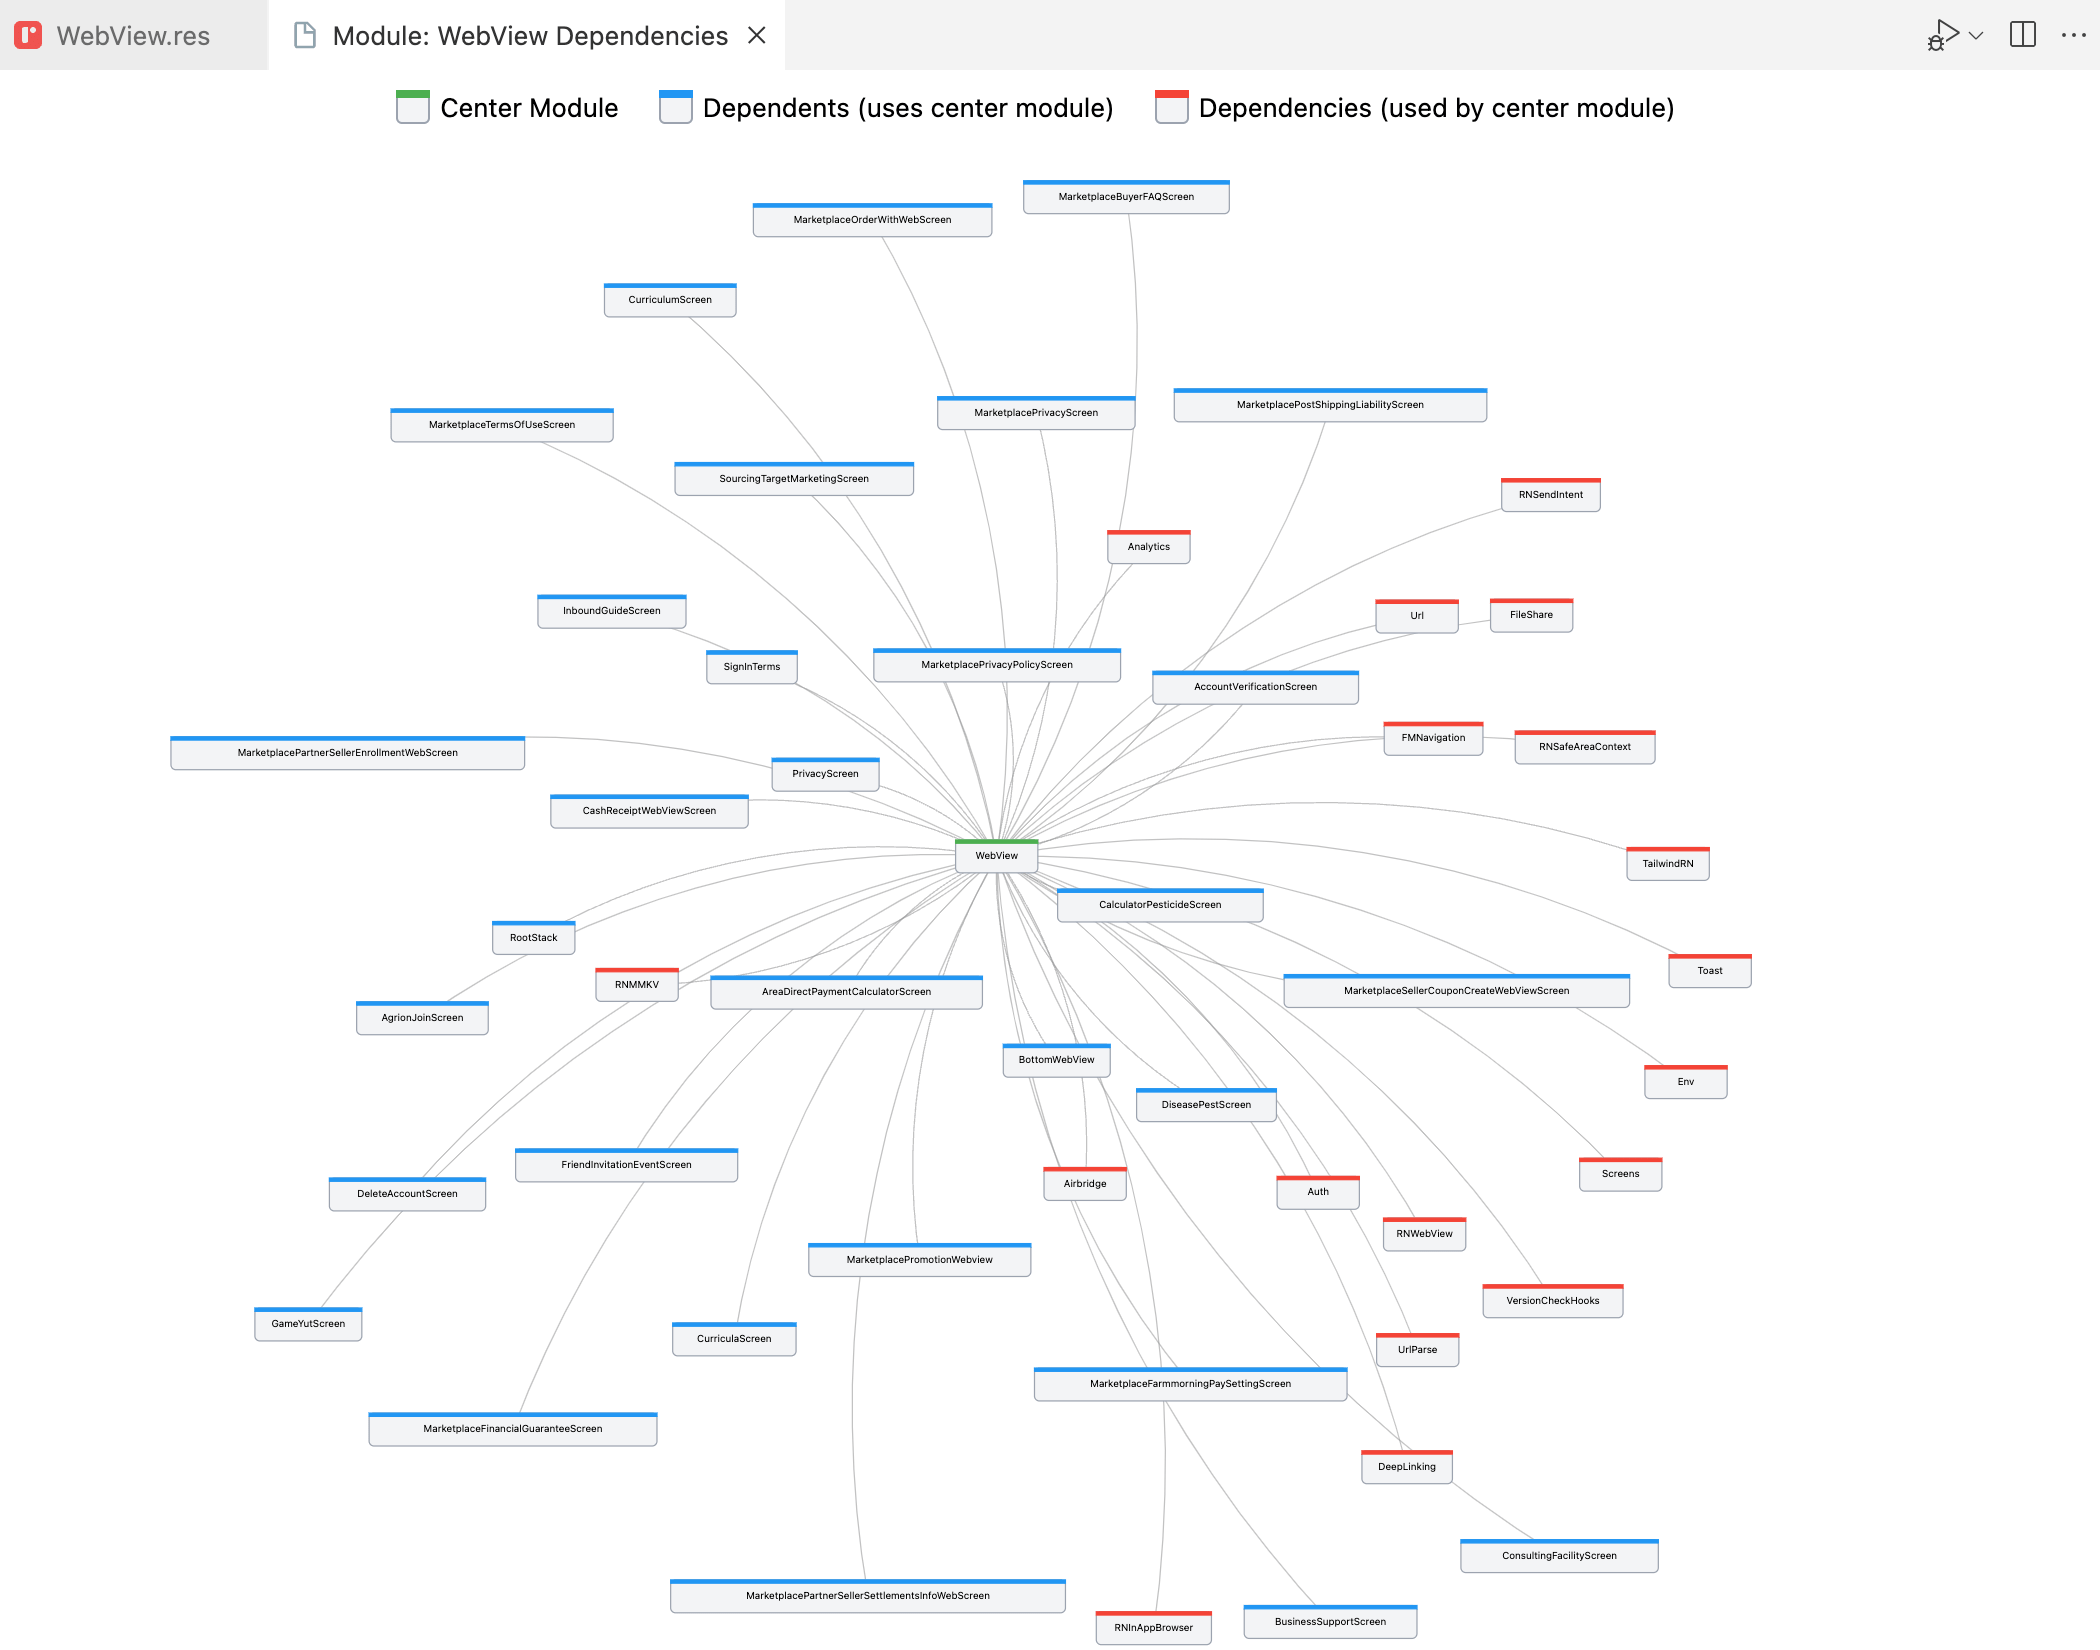 WebView.res
Module: WebView Dependencies
Center Module
Dependents (uses center module)
Dependencies (used by center module)
MarketplaceBuyerFAQScreen
MarketplaceOrderWithWebScreen
CurriculumScreen
MarketplacePostShippingLiabilityScreen
MarketplacePrivacyScreen
MarketplaceTermsOfUseScreen
SourcingTargetMarketingScreen
RNSendIntent
Analytics
InboundGuideScreen
Url
FileShare
SignInTerms
MarketplacePrivacyPolicyScreen
AccountVerificationScreen
FMNavigation
RNSafeAreaContext
MarketplacePartnerSellerEnrollmentWebScreen
PrivacyScreen
CashReceiptWebViewScreen
WebView
TailwindRN
CalculatorPesticideScreen
RootStack
Toast
RNMMKV
AreaDirectPaymentCalculatorScreen
MarketplaceSellerCouponCreateWebViewScreen
AgrionJoinScreen
BottomWebView
Env
DiseasePestScreen
FriendInvitationEventScreen
Screens
Airbridge
Auth
DeleteAccountScreen
RNWebView
MarketplacePromotionWebview
VersionCheckHooks
GameYutScreen
CurriculaScreen
UrlParse
MarketplaceFarmmorningPaySettingScreen
MarketplaceFinancialGuaranteeScreen
DeepLinking
ConsultingFacilityScreen
MarketplacePartnerSellerSettlementsInfoWebScreen
BusinessSupportScreen
RNInAppBrowser